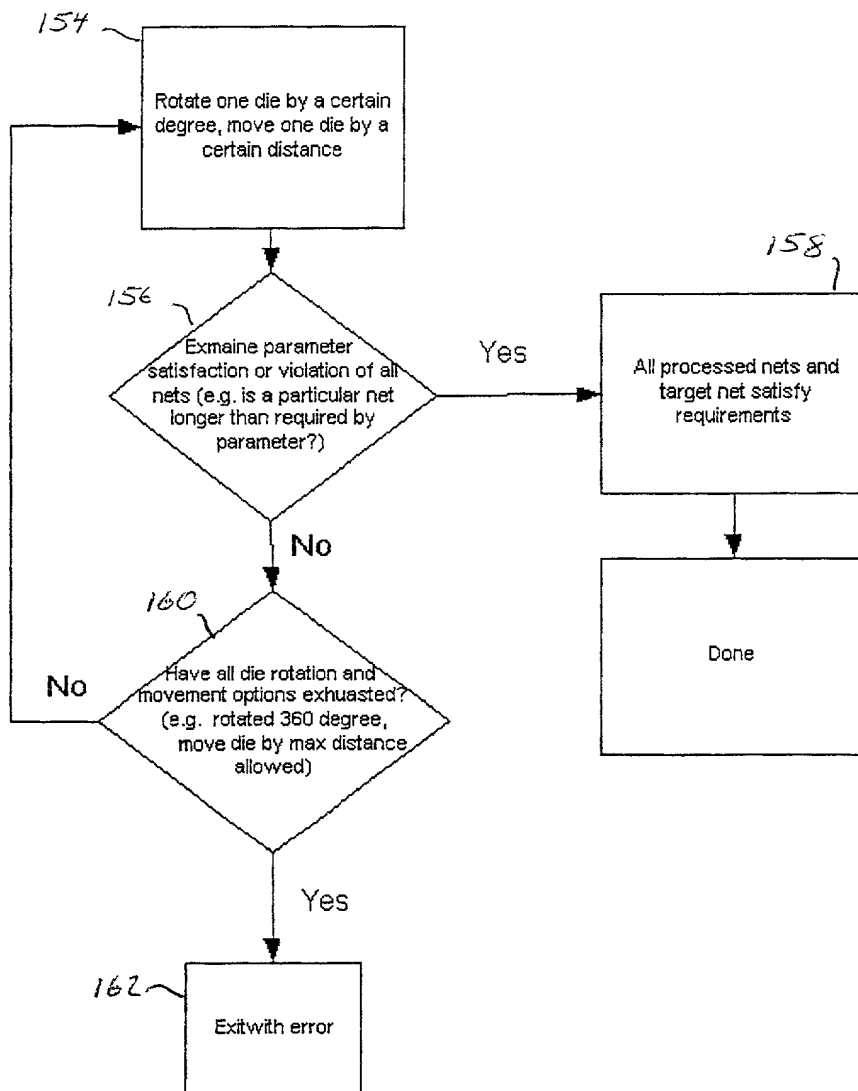 154
Rotate one die by a certain
degree, move one die by a
certain distance
158
156
Exmaine parameter
satisfaction or violation of all
nets (e.g. is a particular net
longer than required by
parameter?)
Yes
All processed nets and
target net satisfy
requirements
No
160
Have all die rotation and
movement options exhuasted?
(e.g. rotated 360 degree,
move die by max distance
allowed)
No
Done
Yes
162
Exitwith error